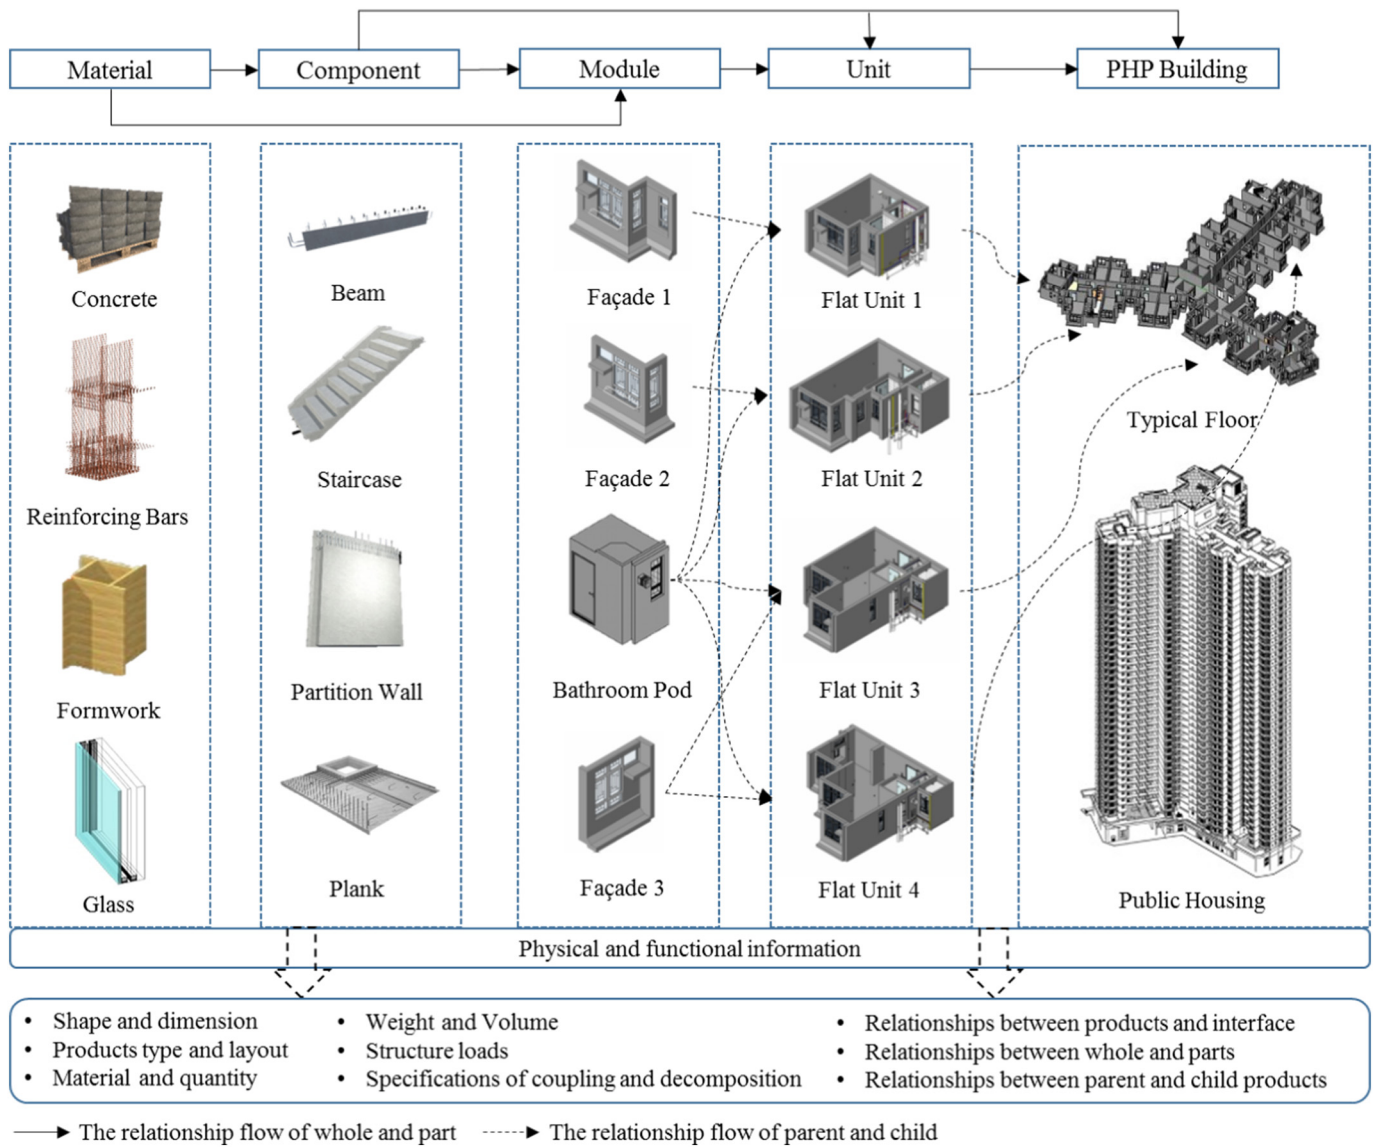 Material
Component
Module
Unit
PHP Building
Concrete
Reinforcing Bars
Formwork
Glass
Beam
Staircase
Partition Wall
Plank
Façade 1
Façade 2
Bathroom Pod
Façade 3
Flat Unit 1
Flat Unit 2
Flat Unit 3
Flat Unit 4
Typical Floor
Public Housing
Physical and functional information
• Shape and dimension
• Products type and layout
• Material and quantity
• Weight and Volume
• Structure loads
• Specifications of coupling and decomposition
• Relationships between products and interface
• Relationships between whole and parts
• Relationships between parent and child products
The relationship flow of whole and part
The relationship flow of parent and child